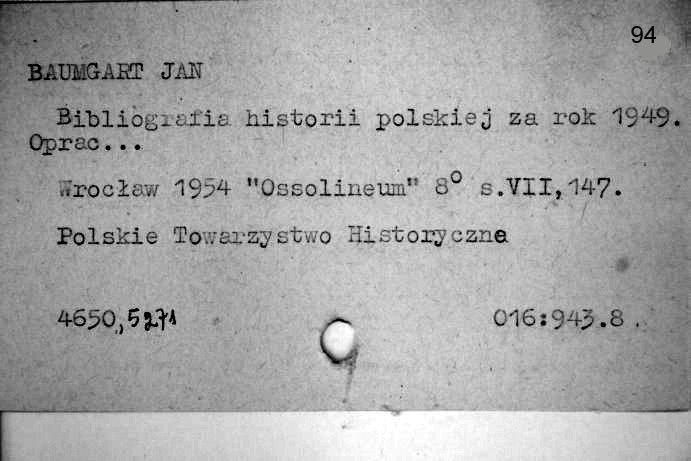 94
BAUMGART JAN
Bibliografia historii polskiej za rok 1949.
Oprac...
Wrocław 1954 "Ossolineum" 8° s.VII,147.
Polskie Towarzystwo Historyczne
4650,5271 016:943.8.